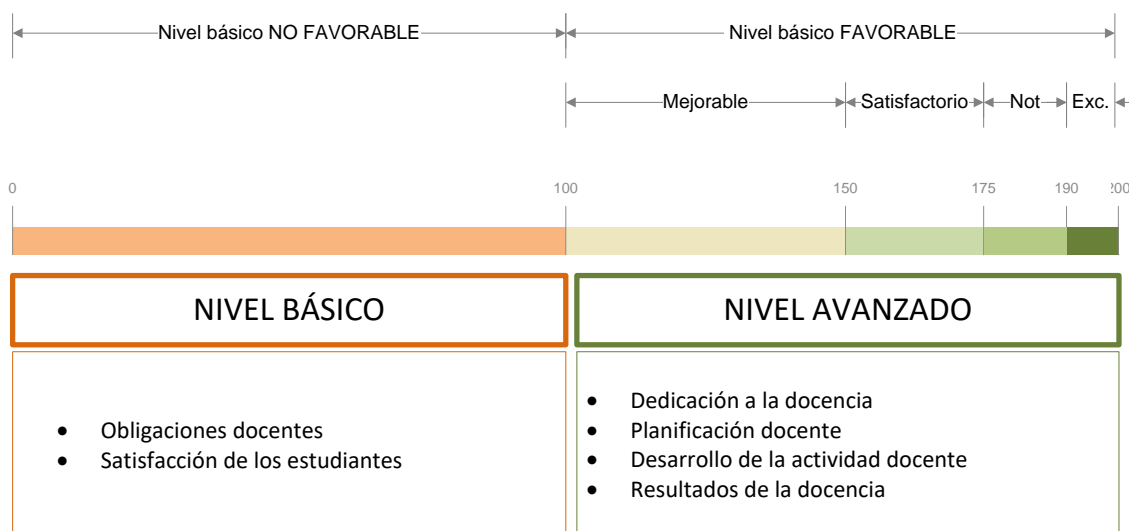 Nivel básico NO FAVORABLE
Nivel básico FAVORABLE
Mejorable
Satisfactorio
Not
Exc.
0
100
150
175
190
200
NIVEL BÁSICO
NIVEL AVANZADO
• Obligaciones docentes
• Satisfacción de los estudiantes
• Dedicación a la docencia
• Planificación docente
• Desarrollo de la actividad docente
• Resultados de la docencia